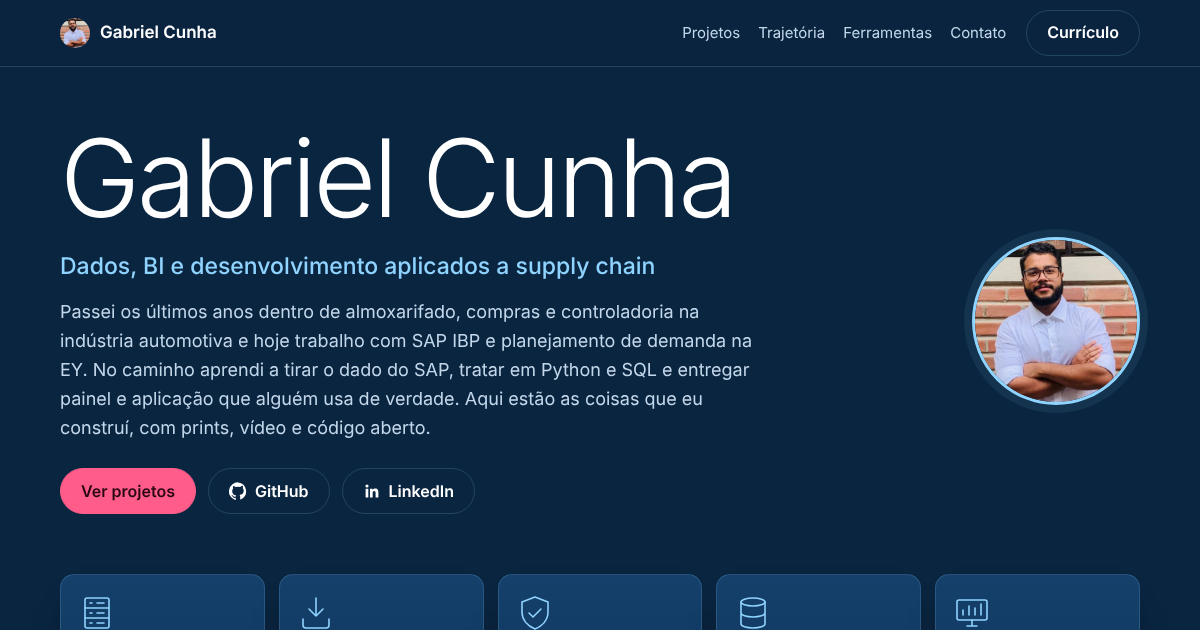 Gabriel Cunha
Projetos Trajetória Ferramentas Contato Currículo
Gabriel Cunha
Dados, BI e desenvolvimento aplicados a supply chain
Passei os últimos anos dentro de almoxarifado, compras e controladoria na
indústria automotiva e hoje trabalho com SAP IBP e planejamento de demanda na
EY. No caminho aprendi a tirar o dado do SAP, tratar em Python e SQL e entregar
painel e aplicação que alguém usa de verdade. Aqui estão as coisas que eu
construí, com prints, vídeo e código aberto.
Ver projetos GitHub LinkedIn